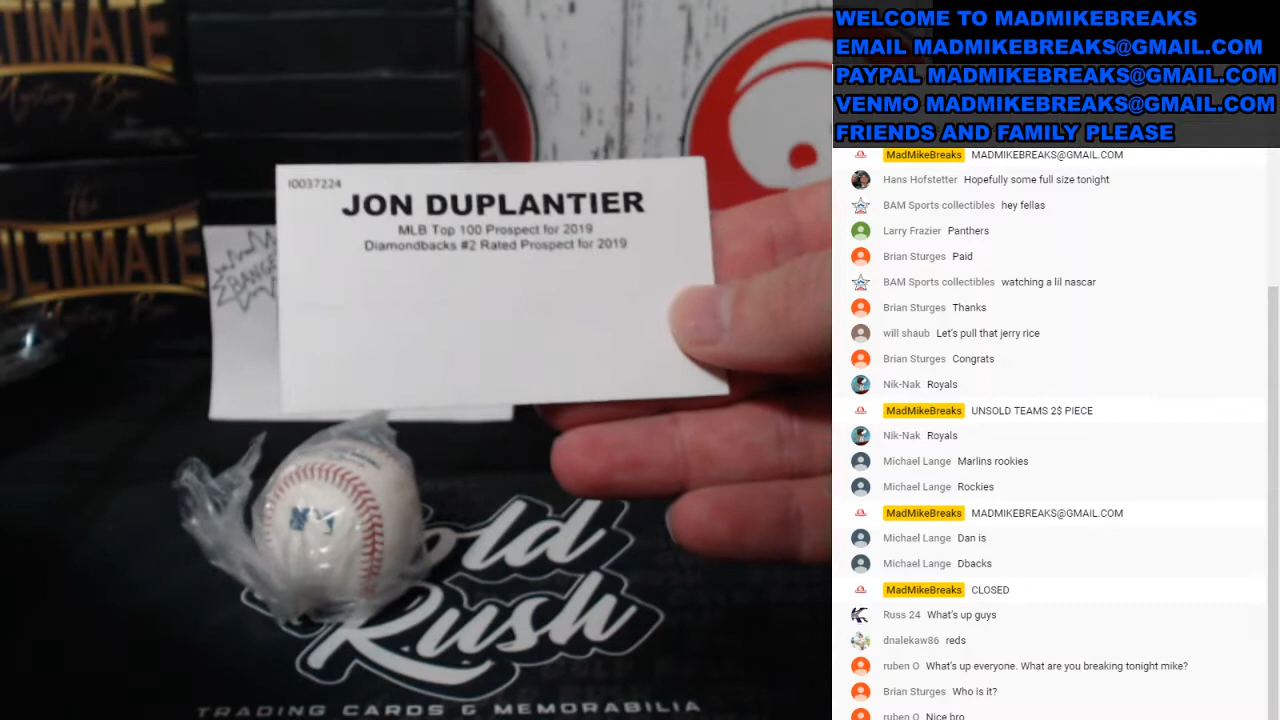 ULTIMATE
Mystery Box
the
ULTIMATE
BANGE
10037224
JON DUPLANTIER
MLB Top 100 Prospect for 2019
Diamondbacks #2 Rated Prospect for 2019
Gold
Rush
TRADING CARDS & MEMORABILIA
WELCOME TO MADMIKEBREAKS
EMAIL MADMIKEBREAKS@GMAIL.COM
PAYPAL MADMIKEBREAKS@GMAIL.COM
VENMO MADMIKEBREAKS@GMAIL.COM
FRIENDS AND FAMILY PLEASE
MadMikeBreaks MADMIKEBREAKS@GMAIL.COM
Hans Hofstetter Hopefully some full size tonight
BAM Sports collectibles hey fellas
Larry Frazier Panthers
Brian Sturges Paid
BAM Sports collectibles watching a lil nascar
Brian Sturges Thanks
will shaub Let's pull that jerry rice
Brian Sturges Congrats
Nik-Nak Royals
MadMikeBreaks UNSOLD TEAMS 2$ PIECE
Nik-Nak Royals
Michael Lange Marlins rookies
Michael Lange Rockies
MadMikeBreaks MADMIKEBREAKS@GMAIL.COM
Michael Lange Dan is
Michael Lange Dbacks
MadMikeBreaks CLOSED
Russ 24 What's up guys
dnalekaw86 reds
ruben O What's up everyone. What are you breaking tonight mike?
Brian Sturges Who is it?
ruben O Nice bro